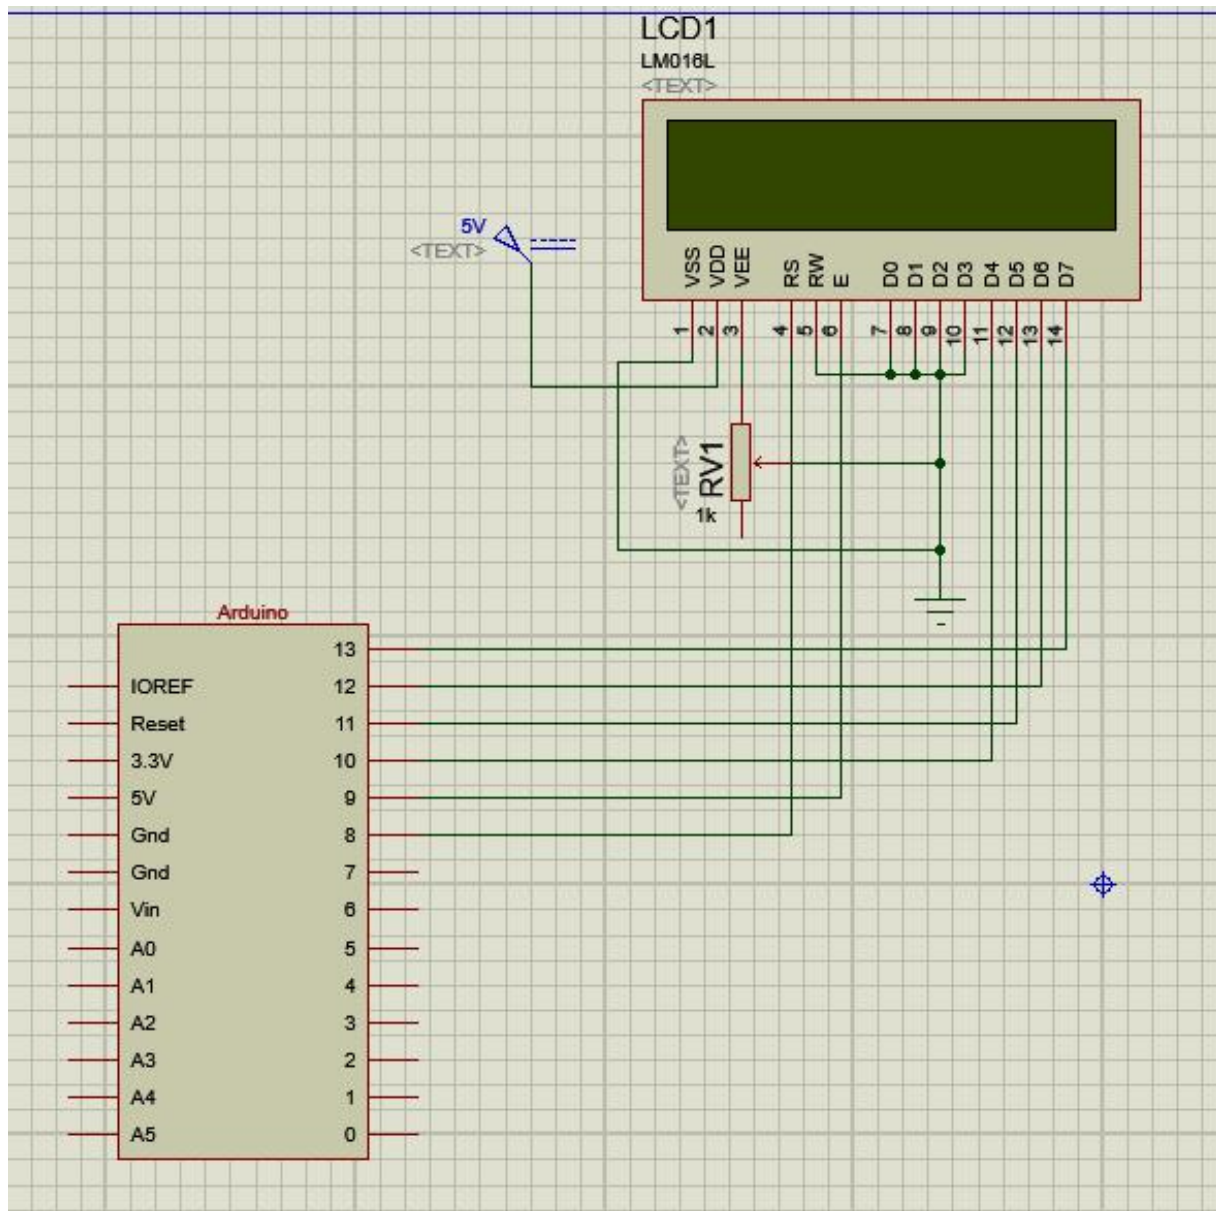 LCD1
LM016L
<TEXT>
5V
<TEXT>
VSS VDD VEE RS RW E D0 D1 D2 D3 D4 D5 D6 D7
1 2 3 4 5 6 7 8 9 10 11 12 13 14
<TEXT>
RV1
1k
Arduino
13
IOREF 12
Reset 11
3.3V 10
5V 9
Gnd 8
Gnd 7
Vin 6
A0 5
A1 4
A2 3
A3 2
A4 1
A5 0